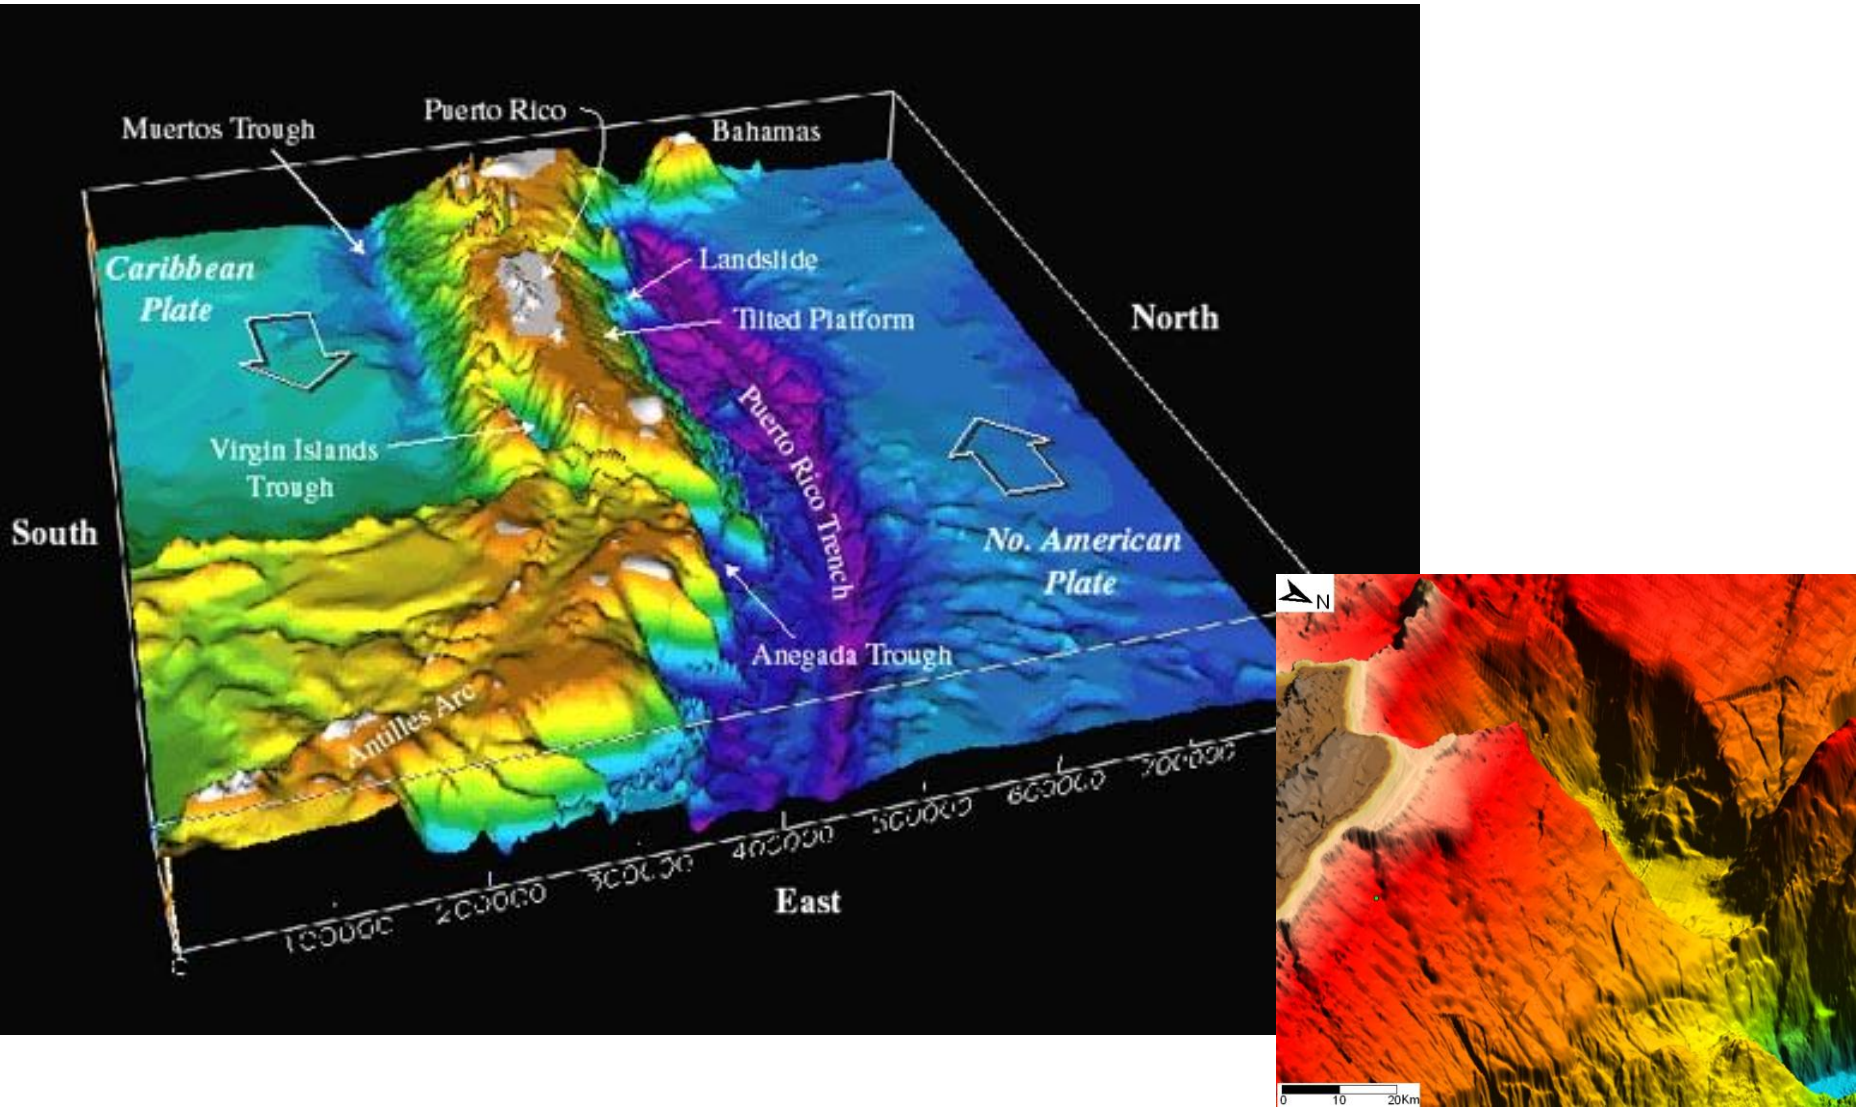 Puerto Rico
Muertos Trough
Bahamas
Caribbean
Plate
Landslide
Tilted Platform
North
Puerto Rico Trench
Virgin Islands
Trough
South
No. American
Plate
Anegada Trough
Antilles Arc
0
100000
200000
300000
400000
500000
600000
700000
East
N
0 10 20Km